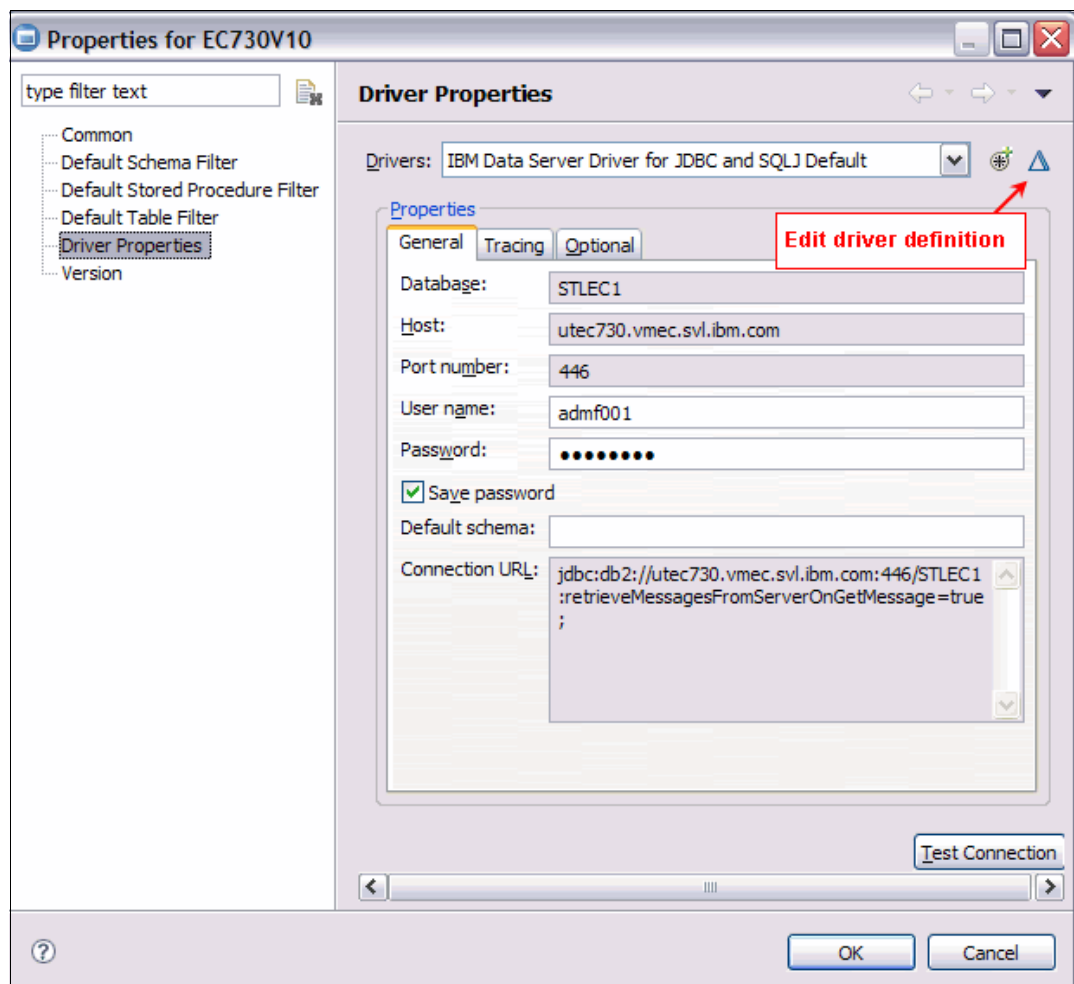 Properties for EC730V10
type filter text
Common
Default Schema Filter
Default Stored Procedure Filter
Default Table Filter
Driver Properties
Version
Driver Properties
Drivers:
IBM Data Server Driver for JDBC and SQLJ Default
Edit driver definition
Properties
General
Tracing
Optional
Database:
STLEC1
Host:
utec730.vmec.svl.ibm.com
Port number:
446
User name:
admf001
Password:
●●●●●●●●
Save password
Default schema:
Connection URL:
jdbc:db2://utec730.vmec.svl.ibm.com:446/STLEC1
:retrieveMessagesFromServerOnGetMessage=true
;
Test Connection
?
OK
Cancel